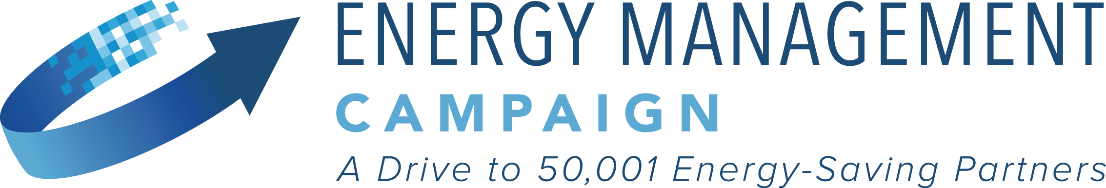 ENERGY MANAGEMENT
CAMPAIGN
A Drive to 50,001 Energy-Saving Partners